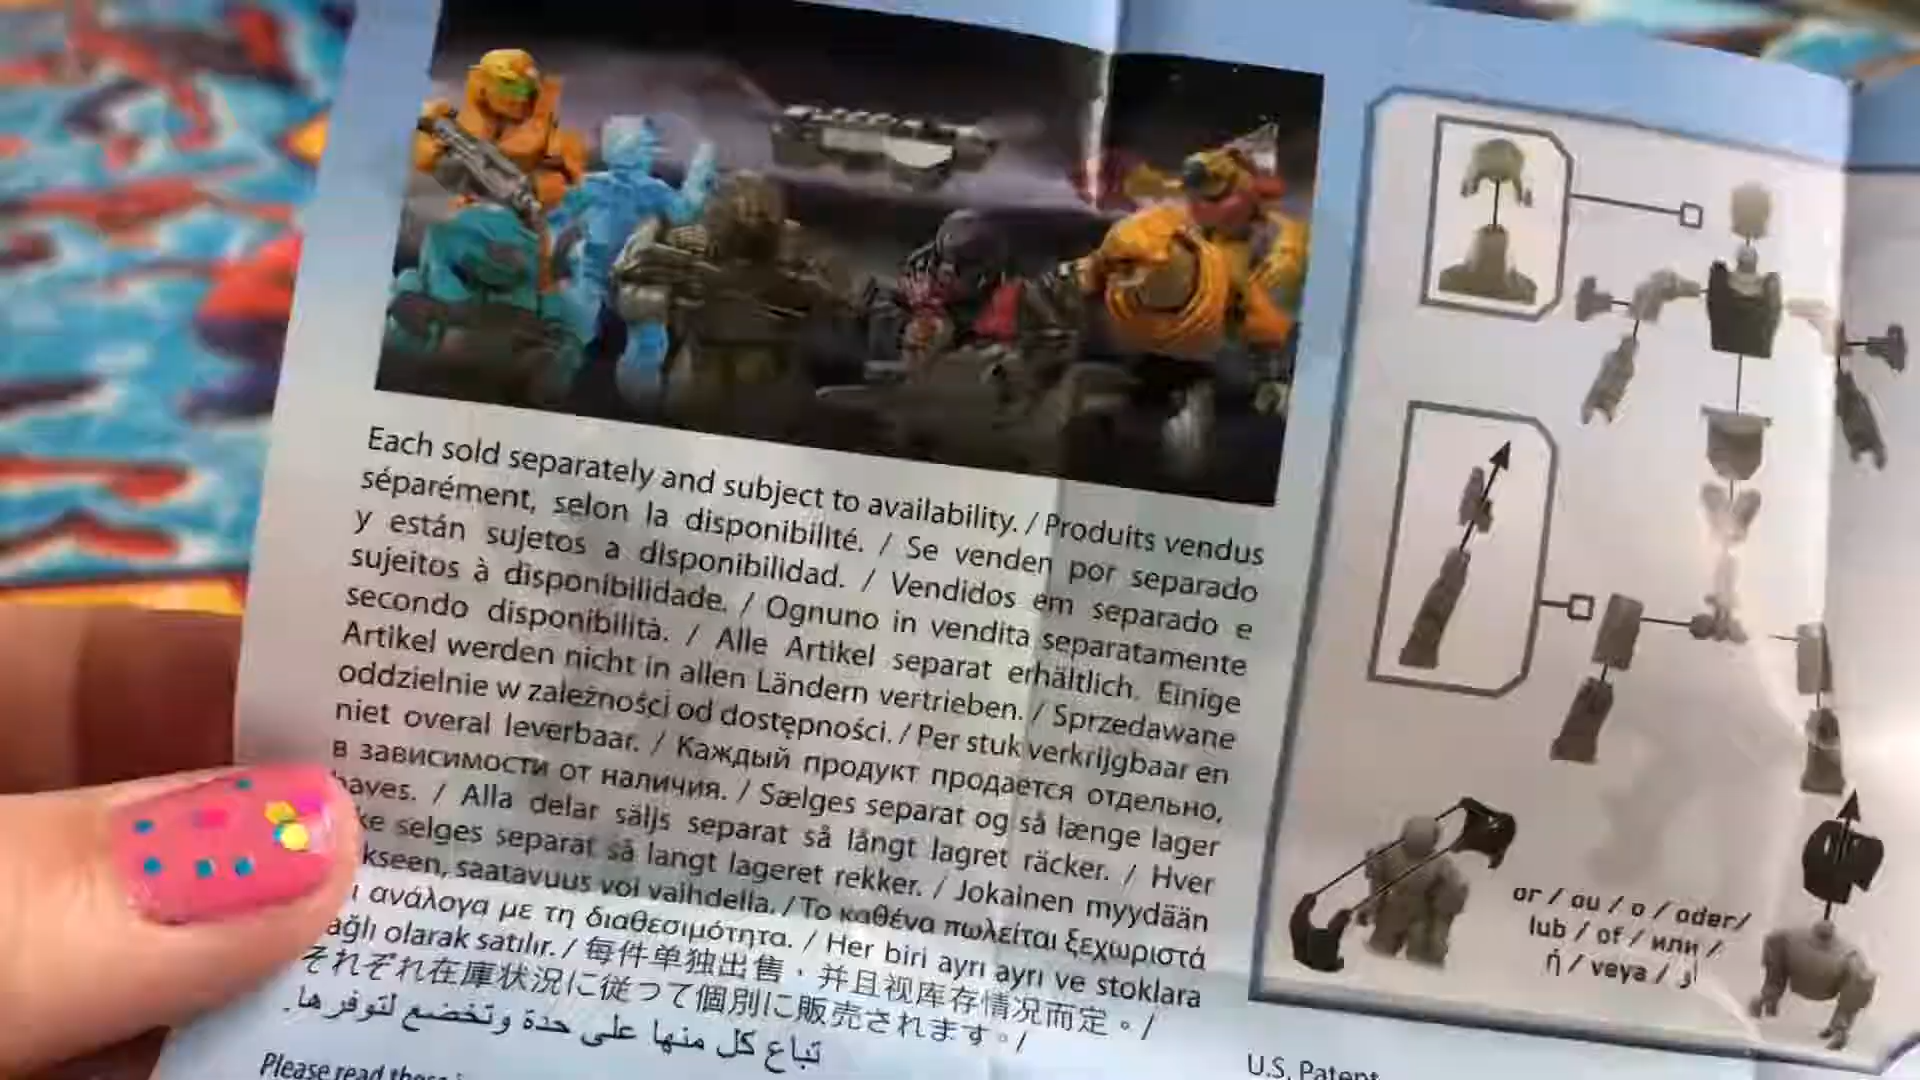 Each sold separately and subject to availability. / Produits vendus
séparément, selon la disponibilité. / Se venden por separado
y están sujetos a disponibilidad. / Vendidos em separado e
sujeitos à disponibilidade. / Ognuno in vendita separatamente
secondo disponibilità. / Alle Artikel separat erhältlich. Einige
Artikel werden nicht in allen Ländern vertrieben. / Sprzedawane
oddzielnie w zależności od dostępności. / Per stuk verkrijgbaar en
niet overal leverbaar. / Каждый продукт продается отдельно,
в зависимости от наличия. / Sælges separat og så længe lager
haves. / Alla delar säljs separat så långt lagret räcker. / Hver
selges separat så langt lageret rekker. / Jokainen myydään
kseen, saatavuus voi vaihdella. / Το καθένα πωλείται ξεχωριστά
ανάλογα με τη διαθεσιμότητα. / Her biri ayrı ayrı ve stoklara
ağlı olarak satılır. / 每件单独出售，并且视库存情况而定。/
それぞれ在庫状況に従って個別に販売されます。/
تباع كل منها على حدة وتخضع لتوفرها.
Please read these
or / ou / o / oder /
lub / of / или /
ή / veya / أو
U.S. Patent